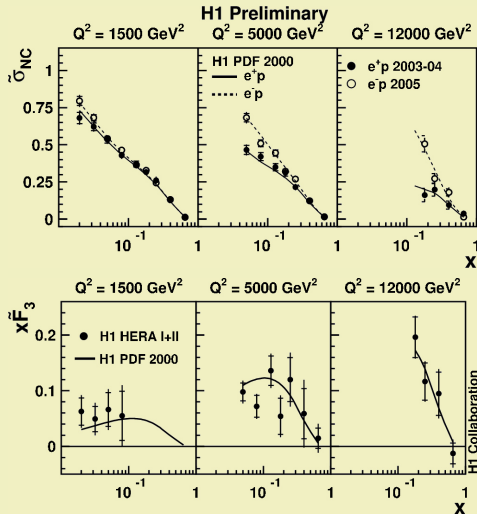 H1 Preliminary
Q² = 1500 GeV² Q² = 5000 GeV² Q² = 12000 GeV²
σ̃NC
1
0.75
0.5
0.25
0
H1 PDF 2000
e⁺p
e⁻p
e⁺p 2003-04
e⁻p 2005
10⁻¹ 1 10⁻¹ 1 10⁻¹ 1
x
Q² = 1500 GeV² Q² = 5000 GeV² Q² = 12000 GeV²
xF̃₃
0.2
0.1
0
H1 HERA I+II
H1 PDF 2000
10⁻¹ 1 10⁻¹ 1 10⁻¹ 1
x
H1 Collaboration